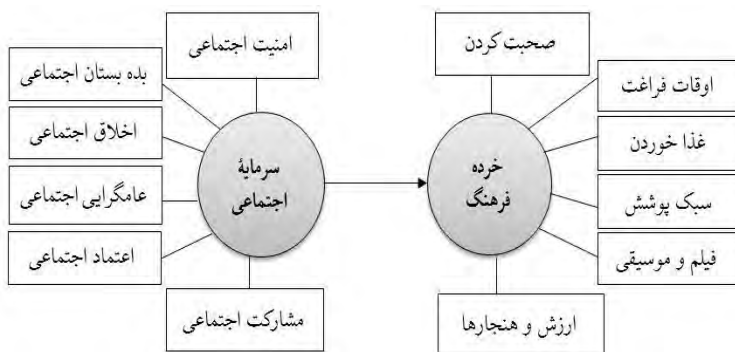 امنیت اجتماعی
صحبت کردن
بده بستان اجتماعی
اوقات فراغت
اخلاق اجتماعی
غذا خوردن
سرمایهٔ
اجتماعی
خرده
فرهنگ
عامگرایی اجتماعی
سبک پوشش
اعتماد اجتماعی
فیلم و موسیقی
مشارکت اجتماعی
ارزش و هنجارها